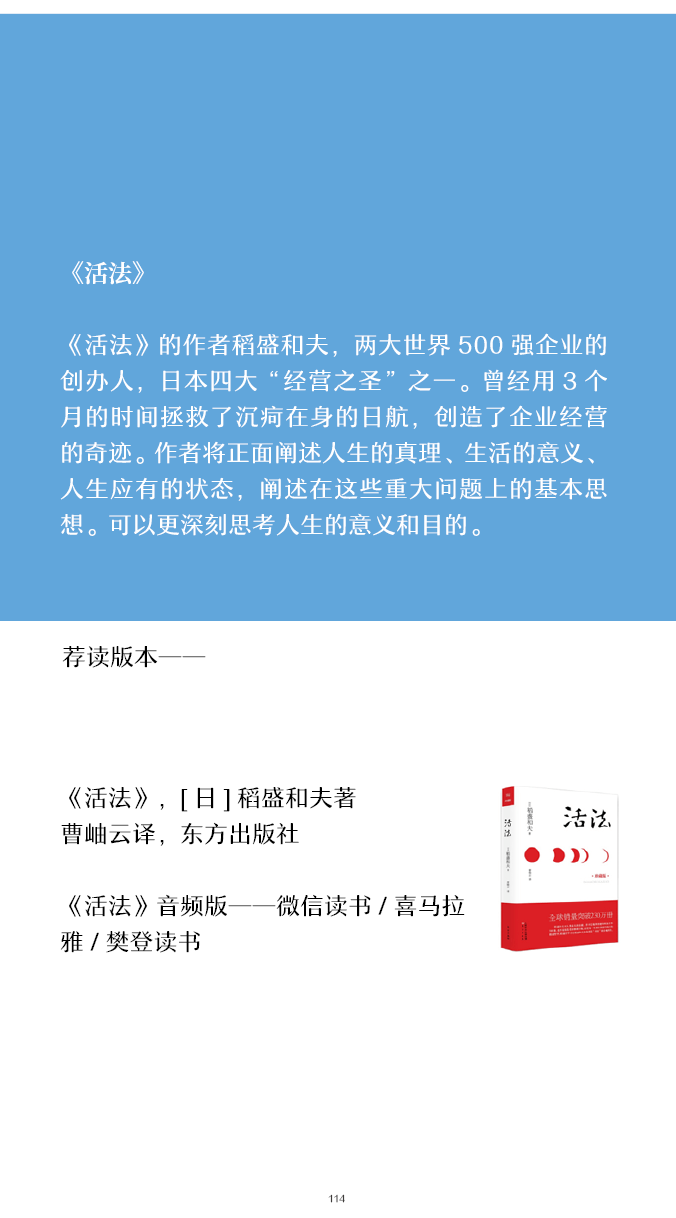 《活法》
《活法》的作者稻盛和夫，两大世界 500 强企业的
创办人，日本四大“经营之圣”之一。曾经用 3 个
月的时间拯救了沉疴在身的日航，创造了企业经营
的奇迹。作者将正面阐述人生的真理、生活的意义、
人生应有的状态，阐述在这些重大问题上的基本思
想。可以更深刻思考人生的意义和目的。
荐读版本——
《活法》，[ 日 ] 稻盛和夫著
曹岫云译，东方出版社
《活法》音频版——微信读书 / 喜马拉
雅 / 樊登读书
活法
稻盛和夫
活法
稻盛和夫
全球销量突破230万册
114